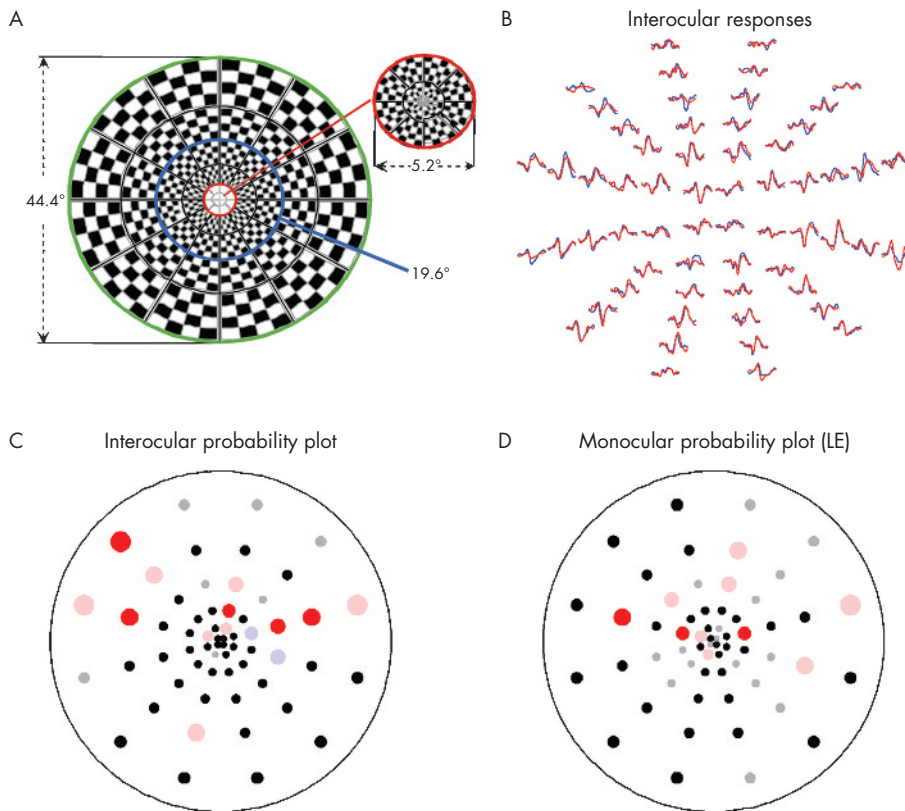 A
B
Interocular responses
44.4°
5.2°
19.6°
C
Interocular probability plot
D
Monocular probability plot (LE)